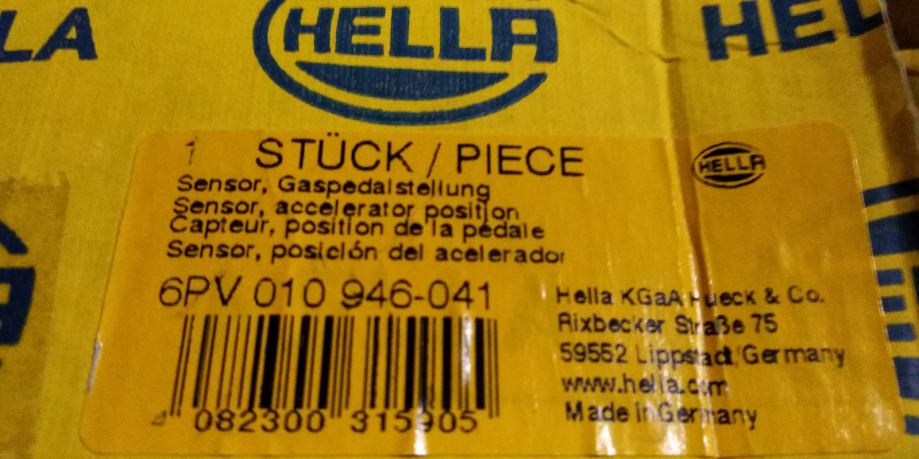 HELLA
1 STÜCK / PIECE
HELLA
Sensor, Gaspedalstellung
Sensor, accelerator position
Capteur, position de la pédale
Sensor, posición del acelerador
6PV 010 946-041
Hella KGaA Hueck & Co.
Rixbecker Straße 75
59552 Lippstadt/Germany
www.hella.com
Made in Germany
4 082300 315905